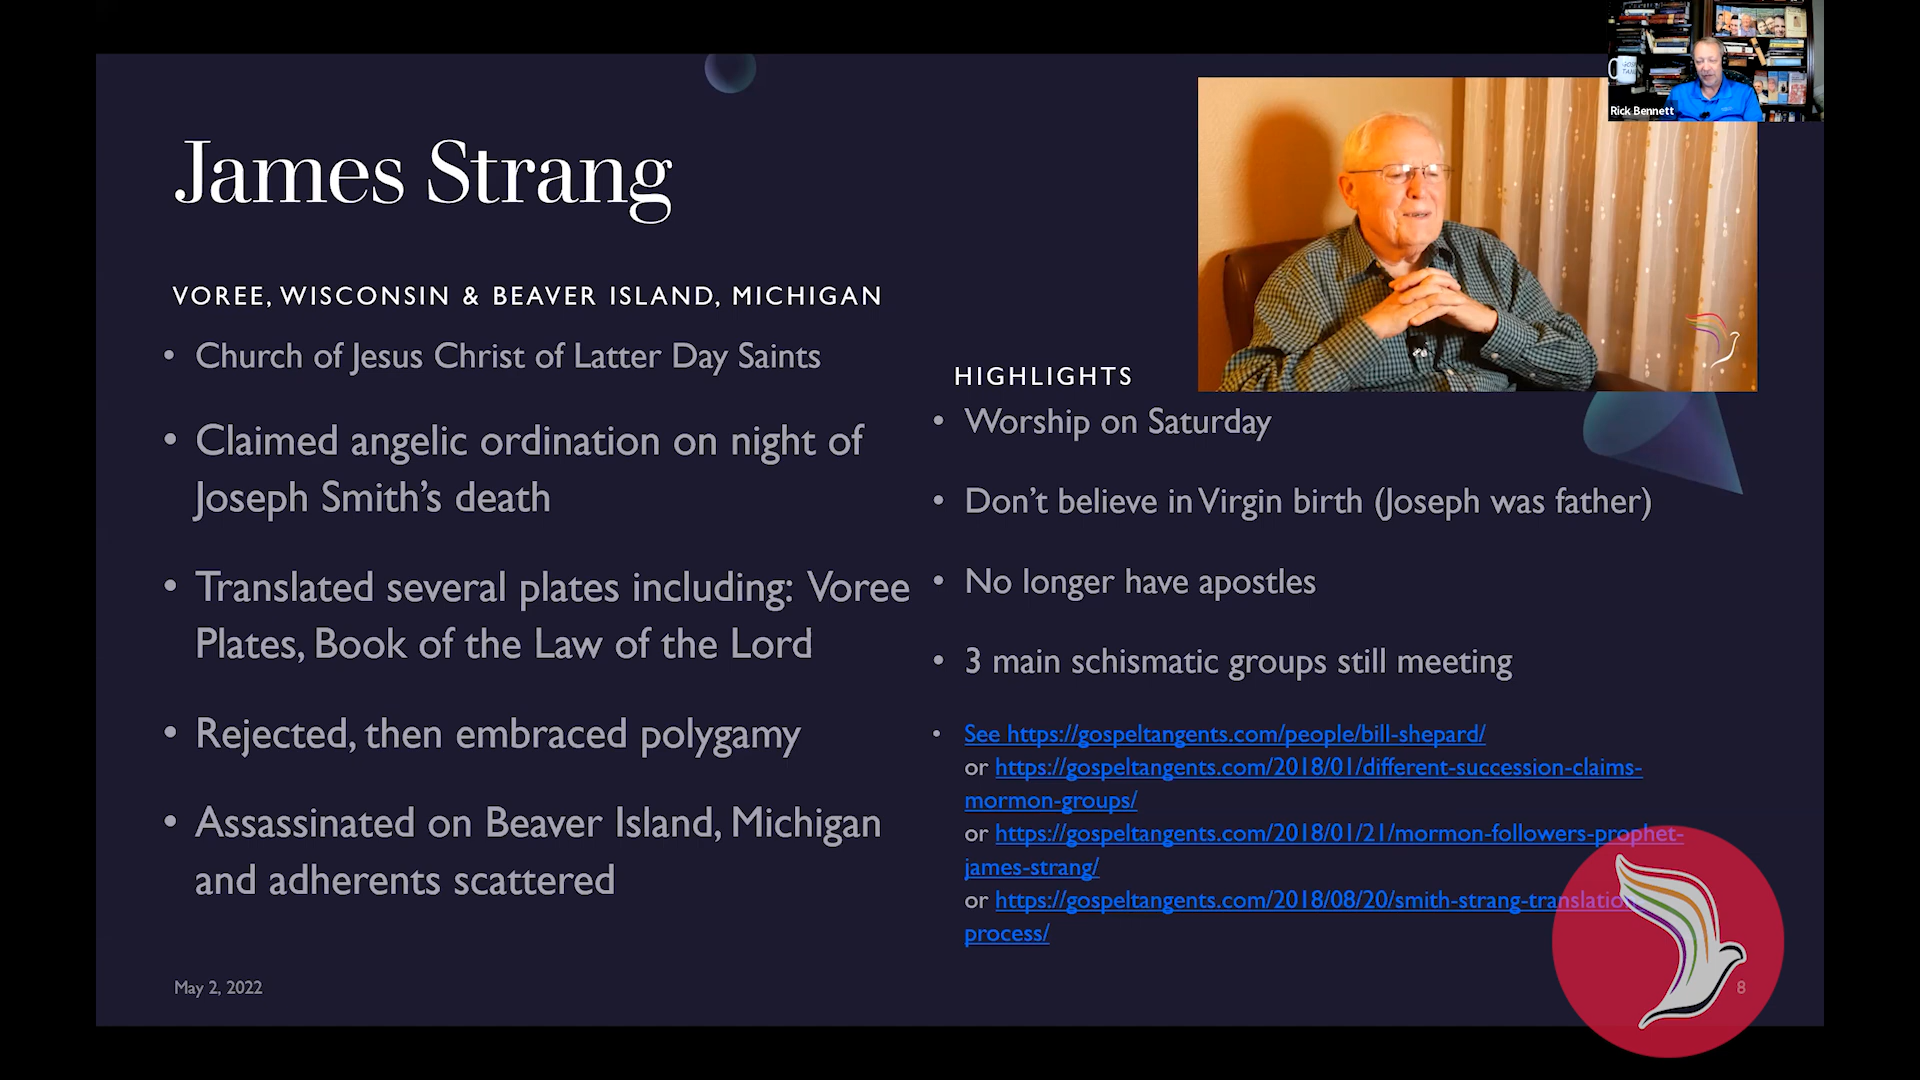 Rick Bennett
James Strang
VOREE, WISCONSIN & BEAVER ISLAND, MICHIGAN
• Church of Jesus Christ of Latter Day Saints
• Claimed angelic ordination on night of
Joseph Smith's death
• Translated several plates including: Voree
Plates, Book of the Law of the Lord
• Rejected, then embraced polygamy
• Assassinated on Beaver Island, Michigan
and adherents scattered
HIGHLIGHTS
• Worship on Saturday
• Don't believe in Virgin birth (Joseph was father)
• No longer have apostles
• 3 main schismatic groups still meeting
• See https://gospeltangents.com/people/bill-shepard/
or https://gospeltangents.com/2018/01/different-succession-claims-
mormon-groups/
or https://gospeltangents.com/2018/01/21/mormon-followers-prophet-
james-strang/
or https://gospeltangents.com/2018/08/20/smith-strang-translation-
process/
May 2, 2022
8